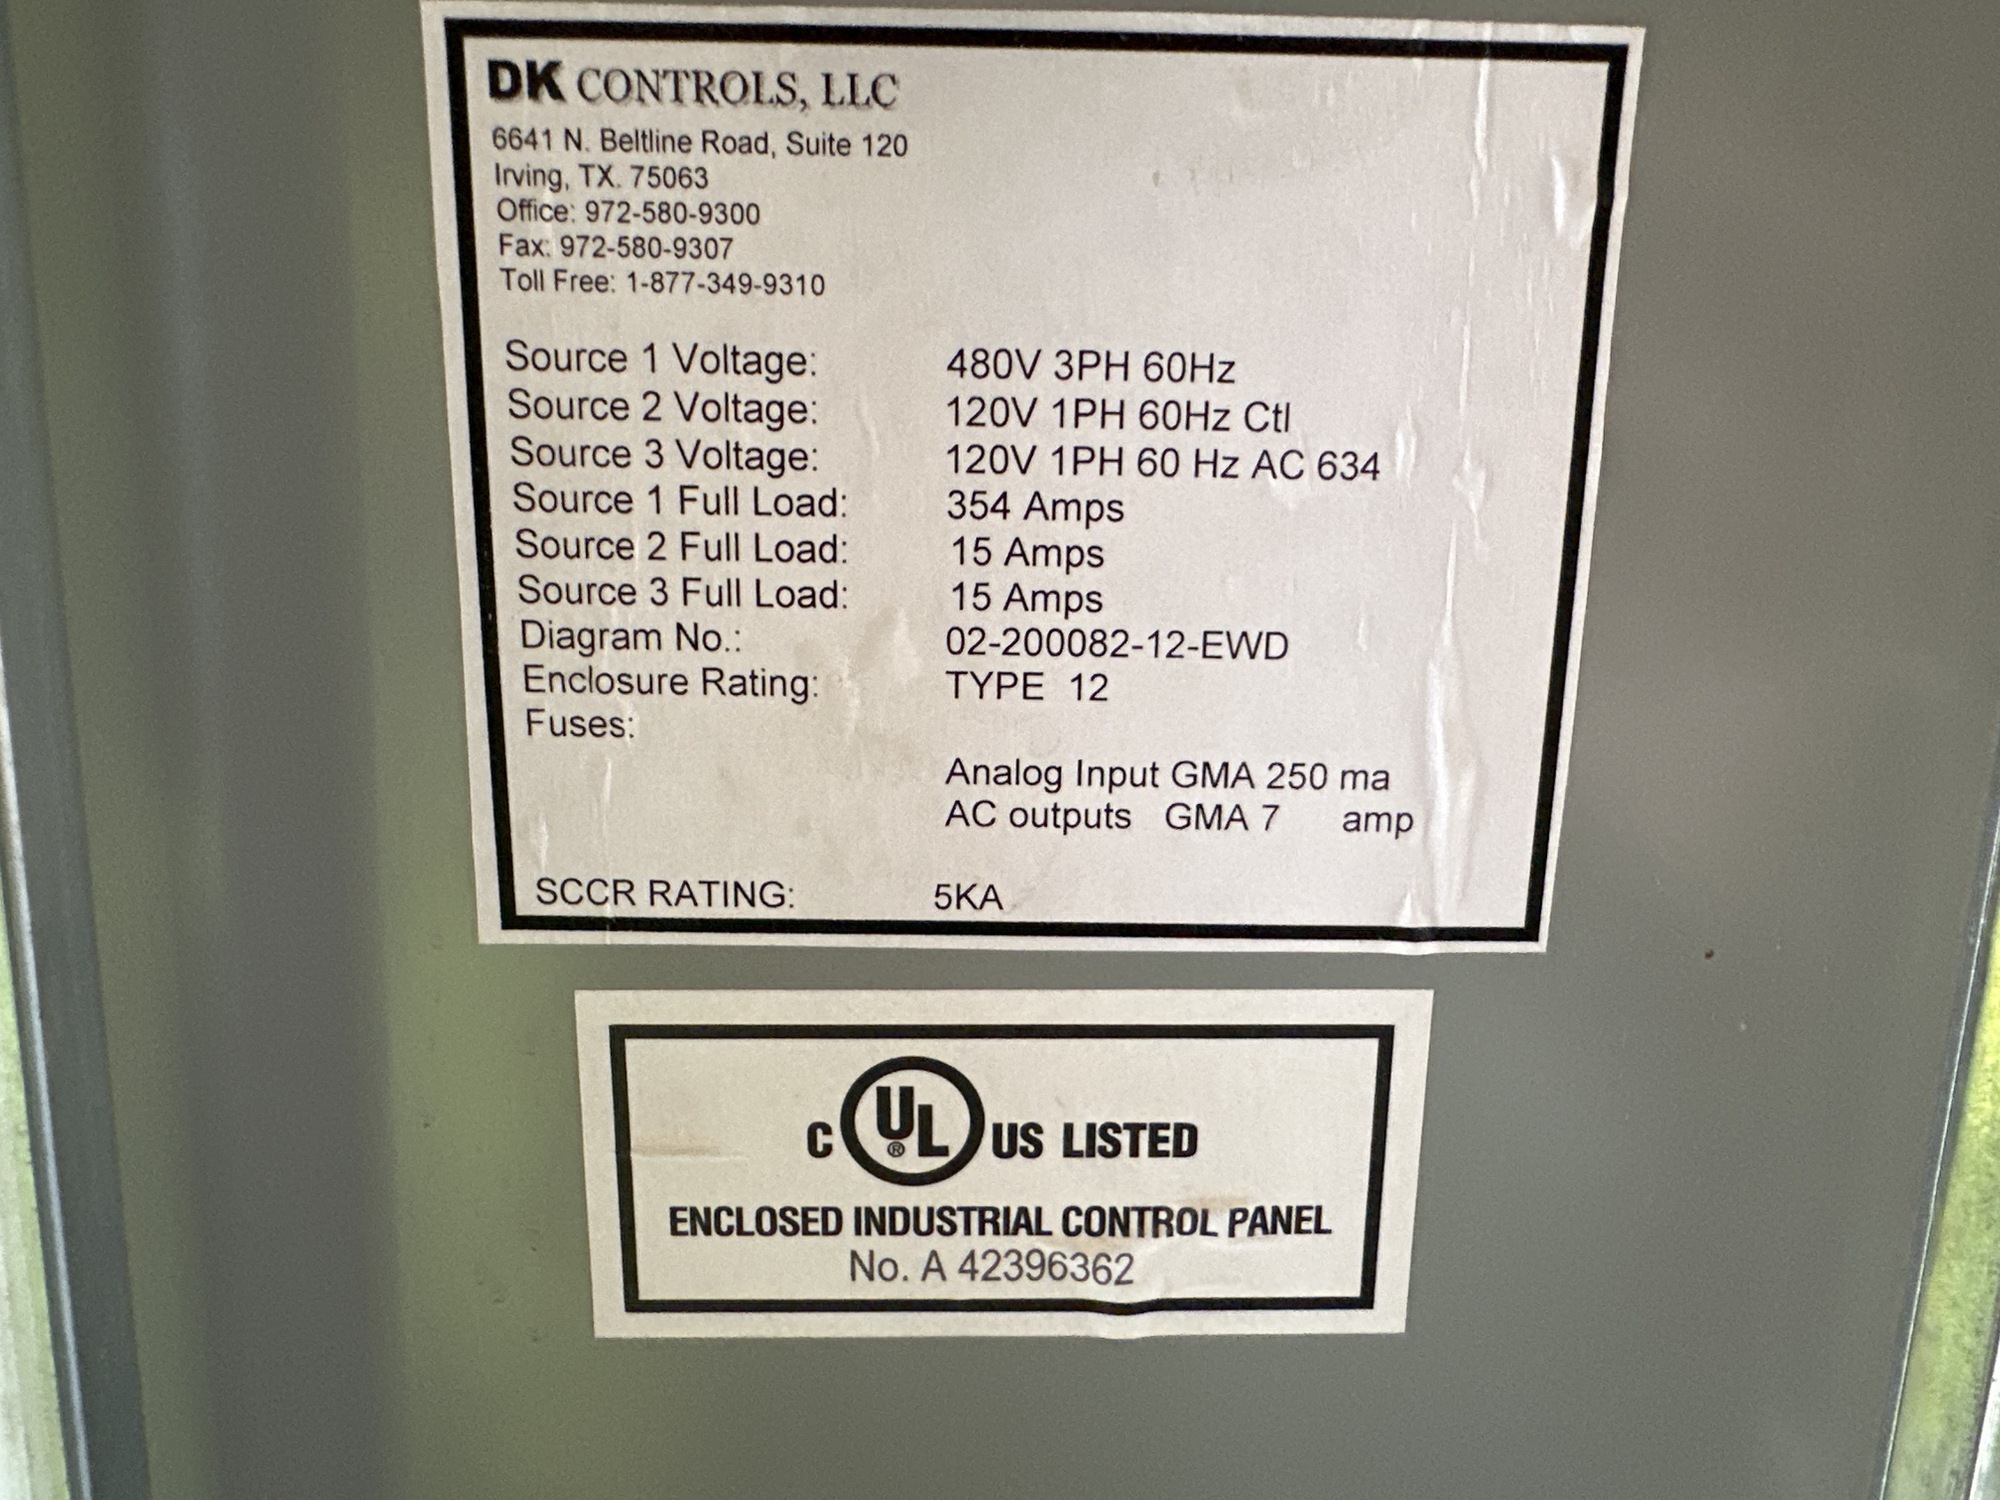 DK CONTROLS, LLC
6641 N. Beltline Road, Suite 120
Irving, TX. 75063
Office: 972-580-9300
Fax: 972-580-9307
Toll Free: 1-877-349-9310
Source 1 Voltage: 480V 3PH 60Hz
Source 2 Voltage: 120V 1PH 60Hz Ctl
Source 3 Voltage: 120V 1PH 60 Hz AC 634
Source 1 Full Load: 354 Amps
Source 2 Full Load: 15 Amps
Source 3 Full Load: 15 Amps
Diagram No.: 02-200082-12-EWD
Enclosure Rating: TYPE 12
Fuses:
Analog Input GMA 250 ma
AC outputs GMA 7 amp
SCCR RATING: 5KA
C UL® US LISTED
ENCLOSED INDUSTRIAL CONTROL PANEL
No. A 42396362